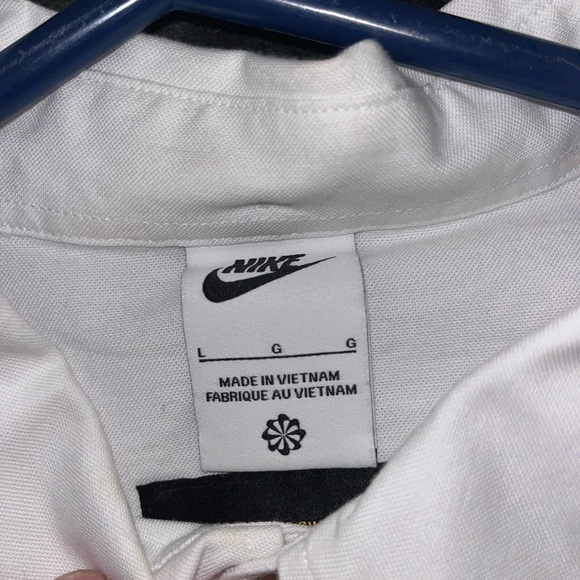 NIKE
L G G
MADE IN VIETNAM
FABRIQUE AU VIETNAM